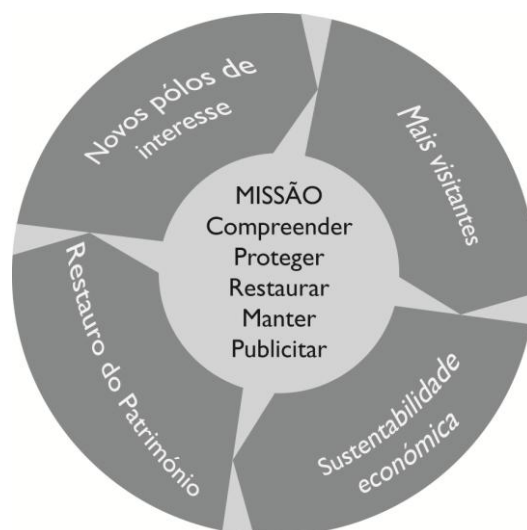 Novos pólos de
interesse
Mais visitantes
MISSÃO
Compreender
Proteger
Restaurar
Manter
Publicitar
Restauro do Património
Sustentabilidade
económica